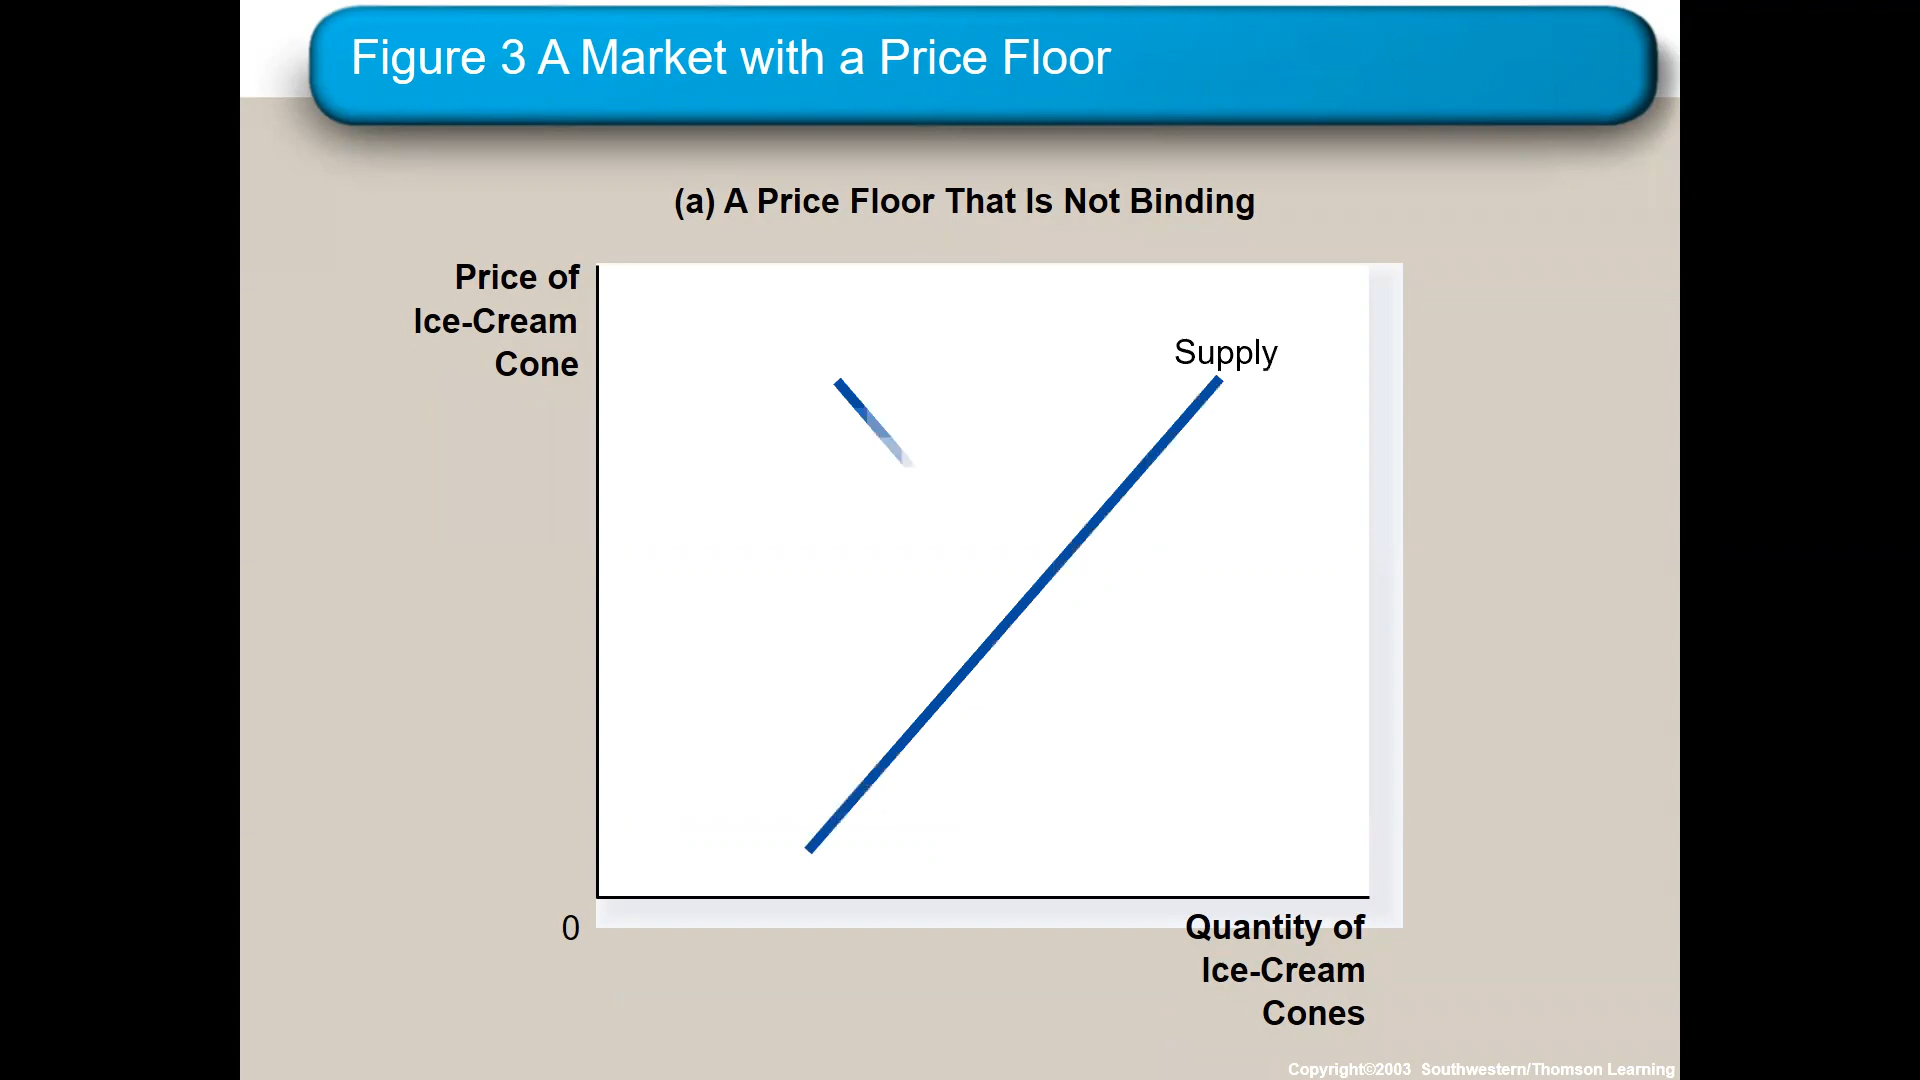 Figure 3 A Market with a Price Floor
(a) A Price Floor That Is Not Binding
Price of
Ice-Cream
Cone
Supply
0
Quantity of
Ice-Cream
Cones
Copyright©2003 Southwestern/Thomson Learning